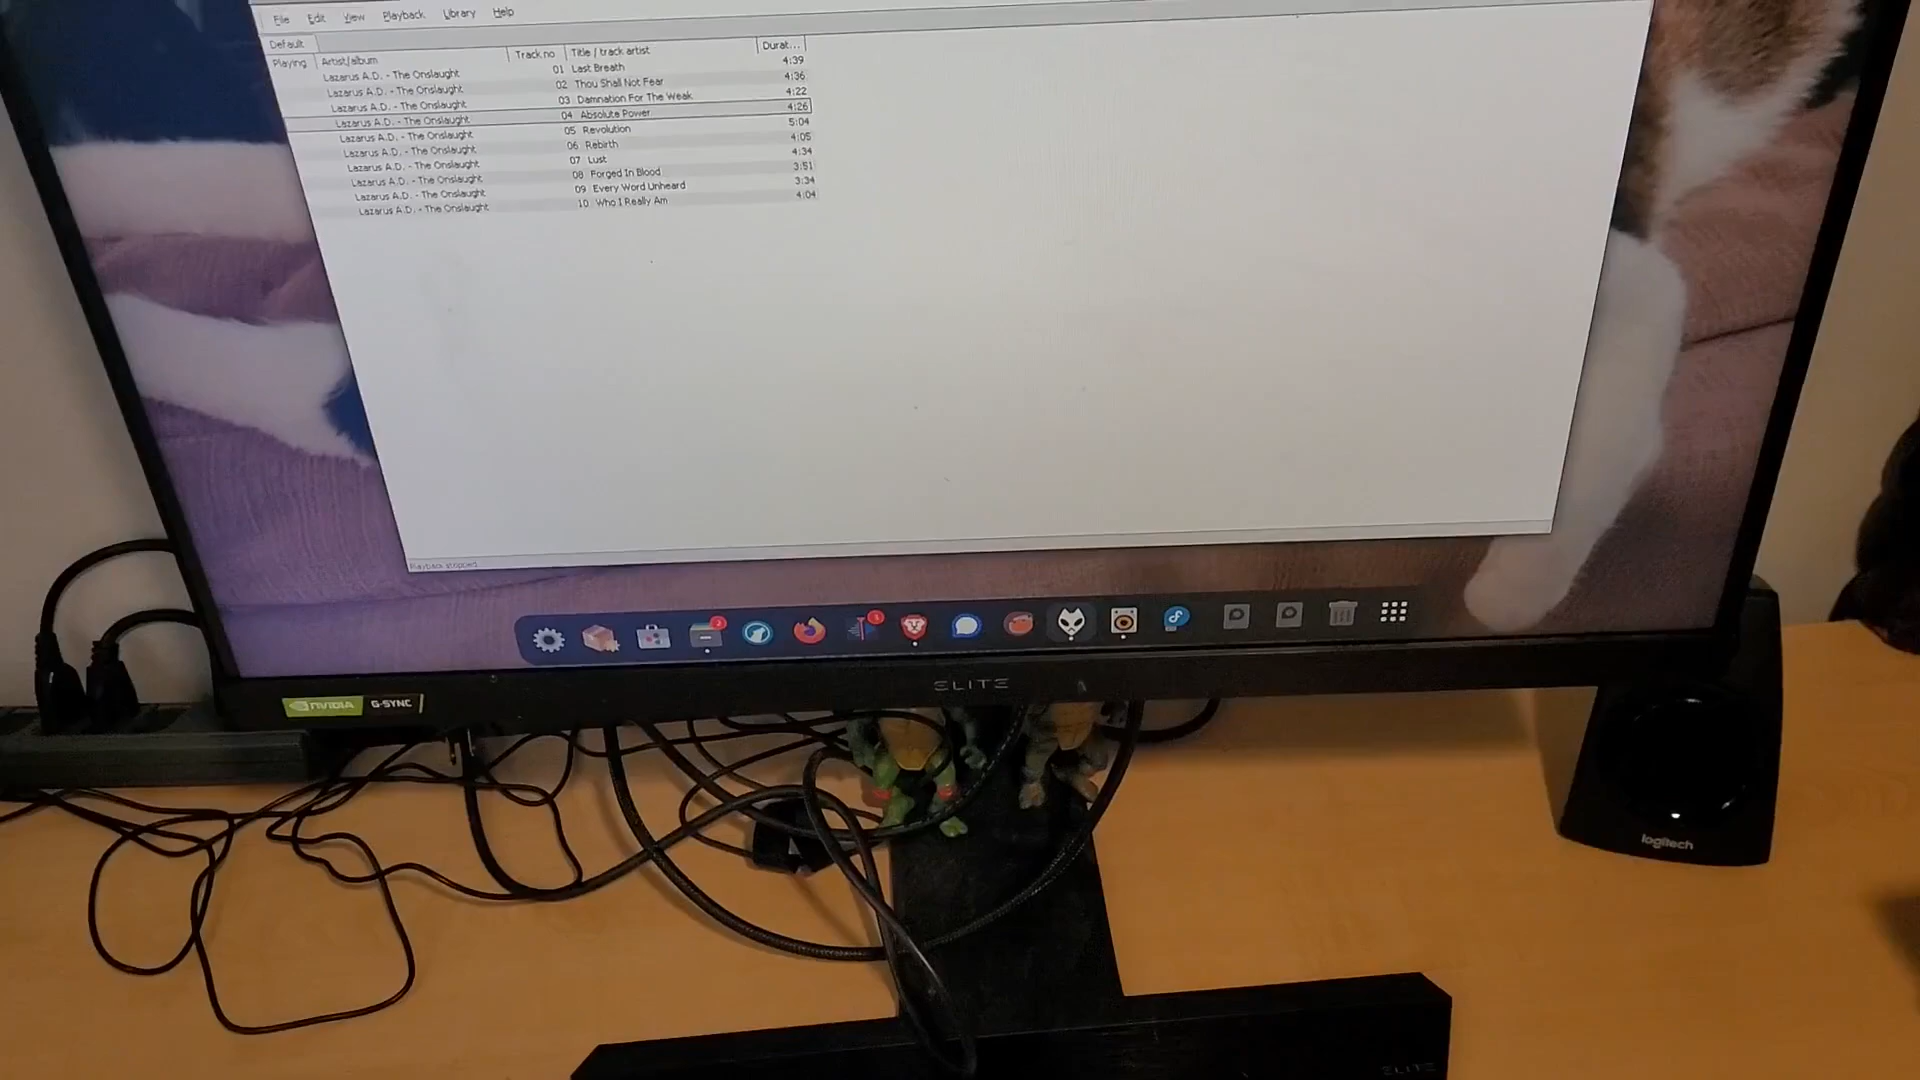 File Edit View Playback Library Help
Default
Playing Artist/album Track no Title / track artist Durat...
Lazarus A.D. - The Onslaught 01 Last Breath 4:39
Lazarus A.D. - The Onslaught 02 Thou Shall Not Fear 4:36
Lazarus A.D. - The Onslaught 03 Damnation For The Weak 4:22
Lazarus A.D. - The Onslaught 04 Absolute Power 4:26
Lazarus A.D. - The Onslaught 05 Revolution 5:04
Lazarus A.D. - The Onslaught 06 Rebirth 4:05
Lazarus A.D. - The Onslaught 07 Lust 4:34
Lazarus A.D. - The Onslaught 08 Forged In Blood 3:51
Lazarus A.D. - The Onslaught 09 Every Word Unheard 3:34
Lazarus A.D. - The Onslaught 10 Who I Really Am 4:04
Playback stopped
NVIDIA G-SYNC
ELITE
logitech
ELITE